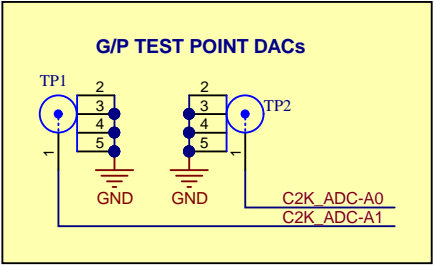 G/P TEST POINT DACs
TP1
2
3
4
5
1
GND
2
3
4
5
1
TP2
GND
C2K_ADC-A0
C2K_ADC-A1